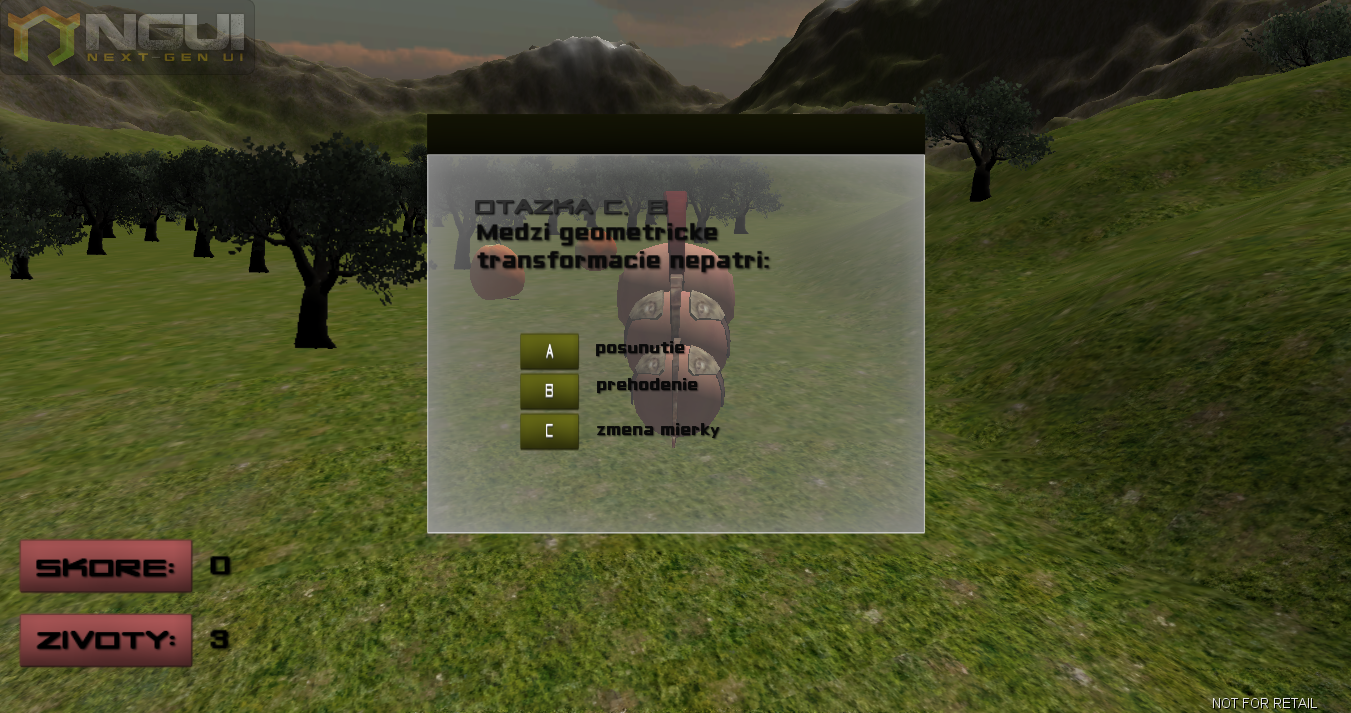 NGUI
NEXT-GEN UI
OTAZKA C. 8
Medzi geometricke
transformacie nepatri:
A posunutie
B prehodenie
C zmena mierky
SKORE: 0
ZIVOTY: 3
NOT FOR RETAIL